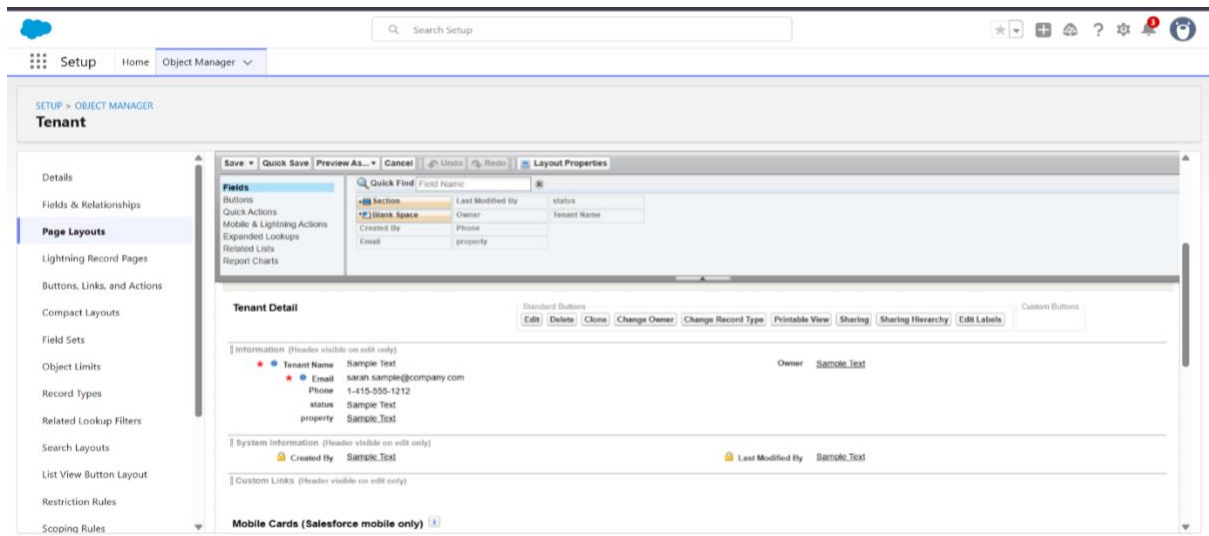 Search Setup
3
Setup Home Object Manager
SETUP > OBJECT MANAGER
Tenant
Details
Fields & Relationships
Page Layouts
Lightning Record Pages
Buttons, Links, and Actions
Compact Layouts
Field Sets
Object Limits
Record Types
Related Lookup Filters
Search Layouts
List View Button Layout
Restriction Rules
Scoping Rules
Save Quick Save Preview As... Cancel Undo Redo Layout Properties
Fields
Buttons
Quick Actions
Mobile & Lightning Actions
Expanded Lookups
Related Lists
Report Charts
Quick Find Field Name
Section Last Modified By status
Blank Space Owner Tenant Name
Created By Phone
Email property
Tenant Detail
Standard Buttons
Edit Delete Clone Change Owner Change Record Type Printable View Sharing Sharing Hierarchy Edit Labels
Custom Buttons
Information (Header visible on edit only)
Tenant Name Sample Text Owner Sample Text
Email sarah.sample@company.com
Phone 1-415-555-1212
status Sample Text
property Sample Text
System Information (Header visible on edit only)
Created By Sample Text Last Modified By Sample Text
Custom Links (Header visible on edit only)
Mobile Cards (Salesforce mobile only) i